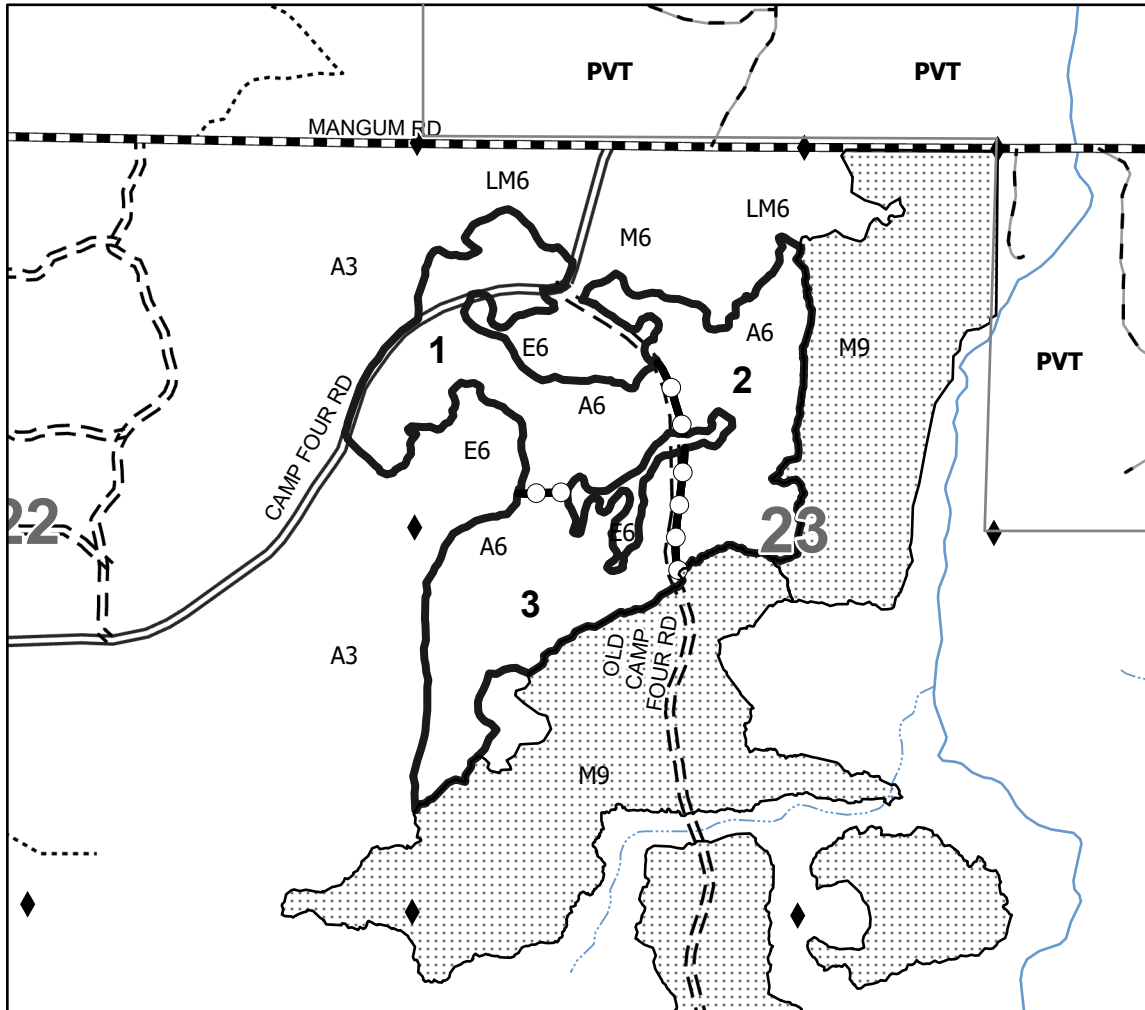 PVT
PVT
MANGUM RD
LM6
LM6
M6
A3
A6
M9
E6
1
PVT
2
A6
CAMP FOUR RD
E6
22
23
E6
A6
3
A3
OLD
CAMP
FOUR RD
M9